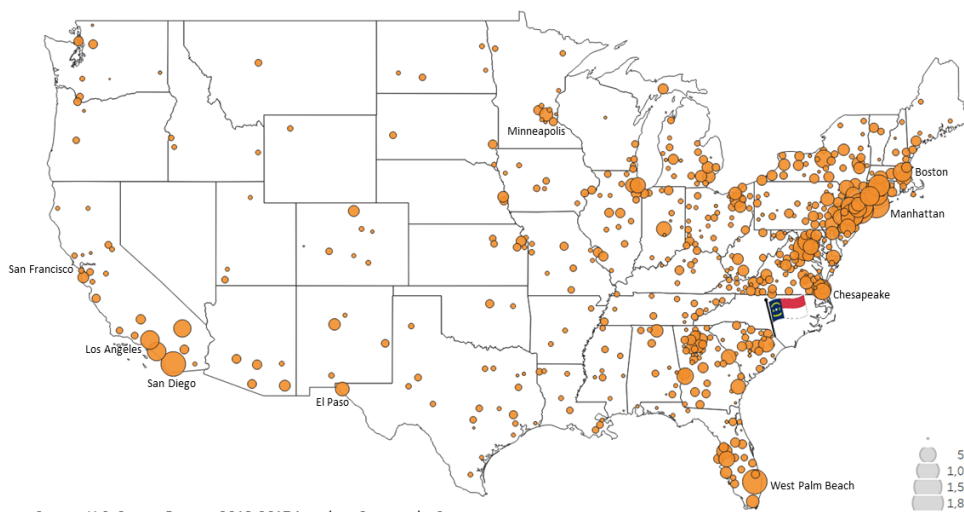 Minneapolis
Boston
Manhattan
San Francisco
Chesapeake
Los Angeles
San Diego
El Paso
5
1,0
1,5
1,8
West Palm Beach